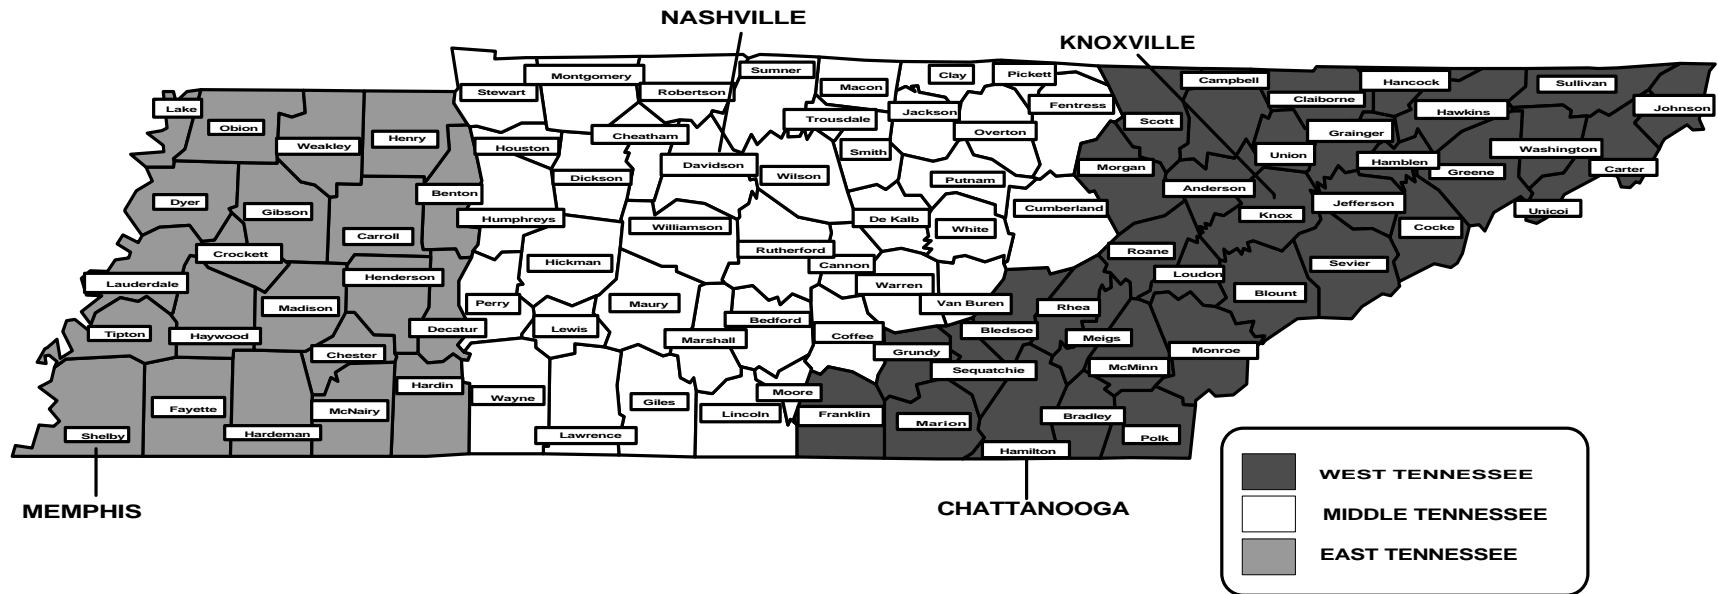 NASHVILLE
KNOXVILLE
Montgomery
Stewart
Robertson
Sumner
Macon
Clay
Pickett
Campbell
Hancock
Sullivan
Lake
Obion
Weakley
Henry
Houston
Cheatham
Trousdale
Jackson
Fentress
Scott
Claiborne
Hawkins
Johnson
Overton
Grainger
Smith
Davidson
Wilson
Dickson
Putnam
Morgan
Union
Hamblen
Washington
Greene
Carter
Dyer
Gibson
Benton
Humphreys
Williamson
De Kalb
White
Cumberland
Anderson
Knox
Jefferson
Unicoi
Cocke
Crockett
Carroll
Hickman
Rutherford
Cannon
Roane
Loudon
Sevier
Lauderdale
Henderson
Madison
Perry
Maury
Warren
Van Buren
Rhea
Blount
Tipton
Haywood
Decatur
Lewis
Bedford
Marshall
Coffee
Bledsoe
Meigs
Chester
Grundy
Monroe
Sequatchie
McMinn
Hardin
Wayne
Giles
Moore
Fayette
McNairy
Lincoln
Franklin
Marion
Bradley
Shelby
Hardeman
Lawrence
Hamilton
Polk
MEMPHIS
CHATTANOOGA
WEST TENNESSEE
MIDDLE TENNESSEE
EAST TENNESSEE